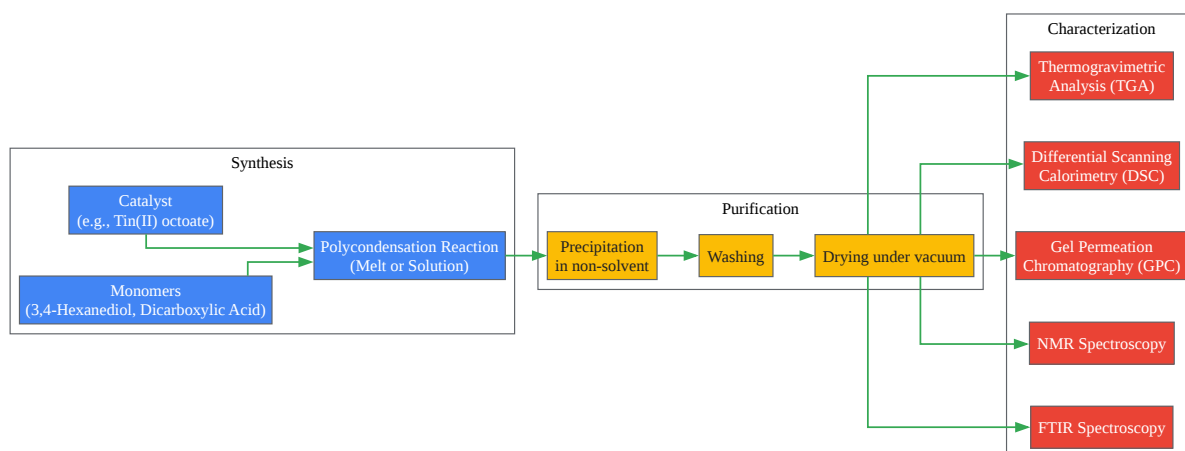 Synthesis
Catalyst
(e.g., Tin(II) octoate)
Monomers
(3,4-Hexanediol, Dicarboxylic Acid)
Polycondensation Reaction
(Melt or Solution)
Purification
Precipitation
in non-solvent
Washing
Drying under vacuum
Characterization
Thermogravimetric
Analysis (TGA)
Differential Scanning
Calorimetry (DSC)
Gel Permeation
Chromatography (GPC)
NMR Spectroscopy
FTIR Spectroscopy